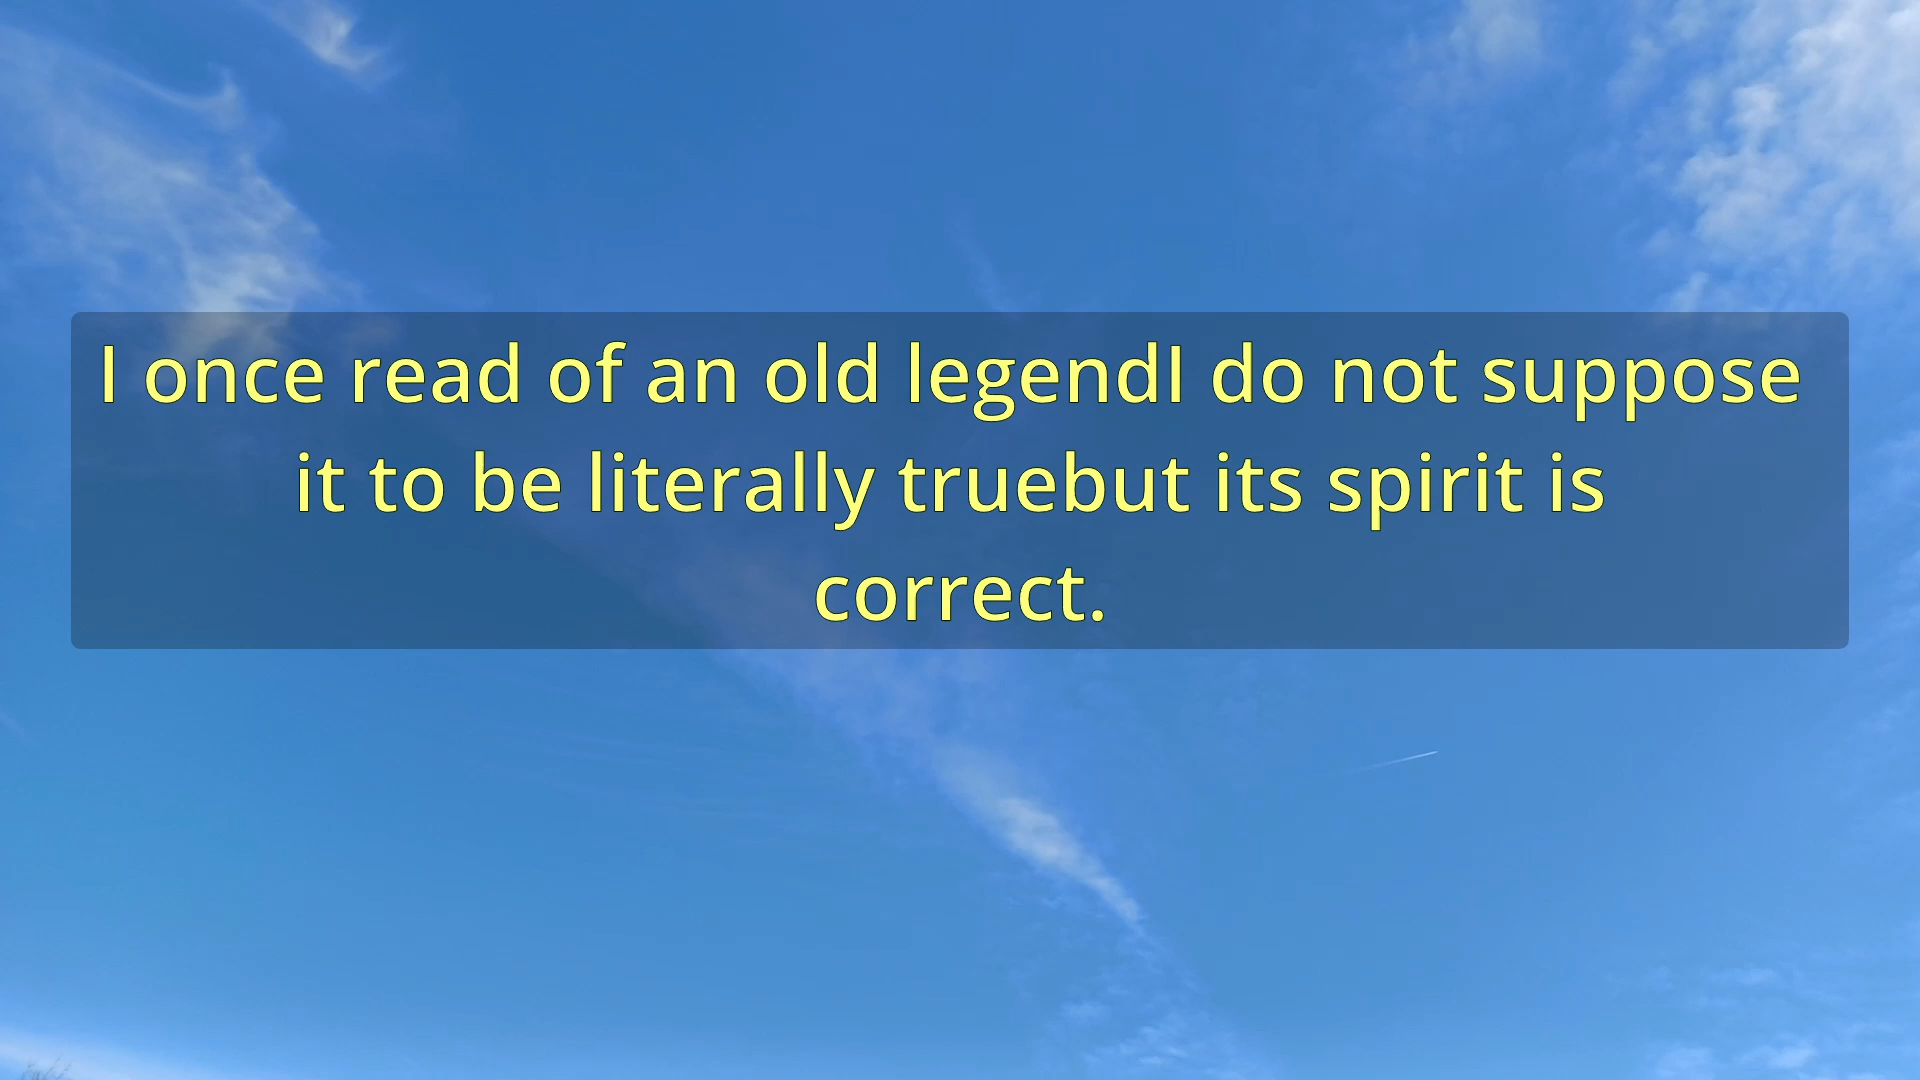 I once read of an old legendI do not suppose
it to be literally truebut its spirit is
correct.